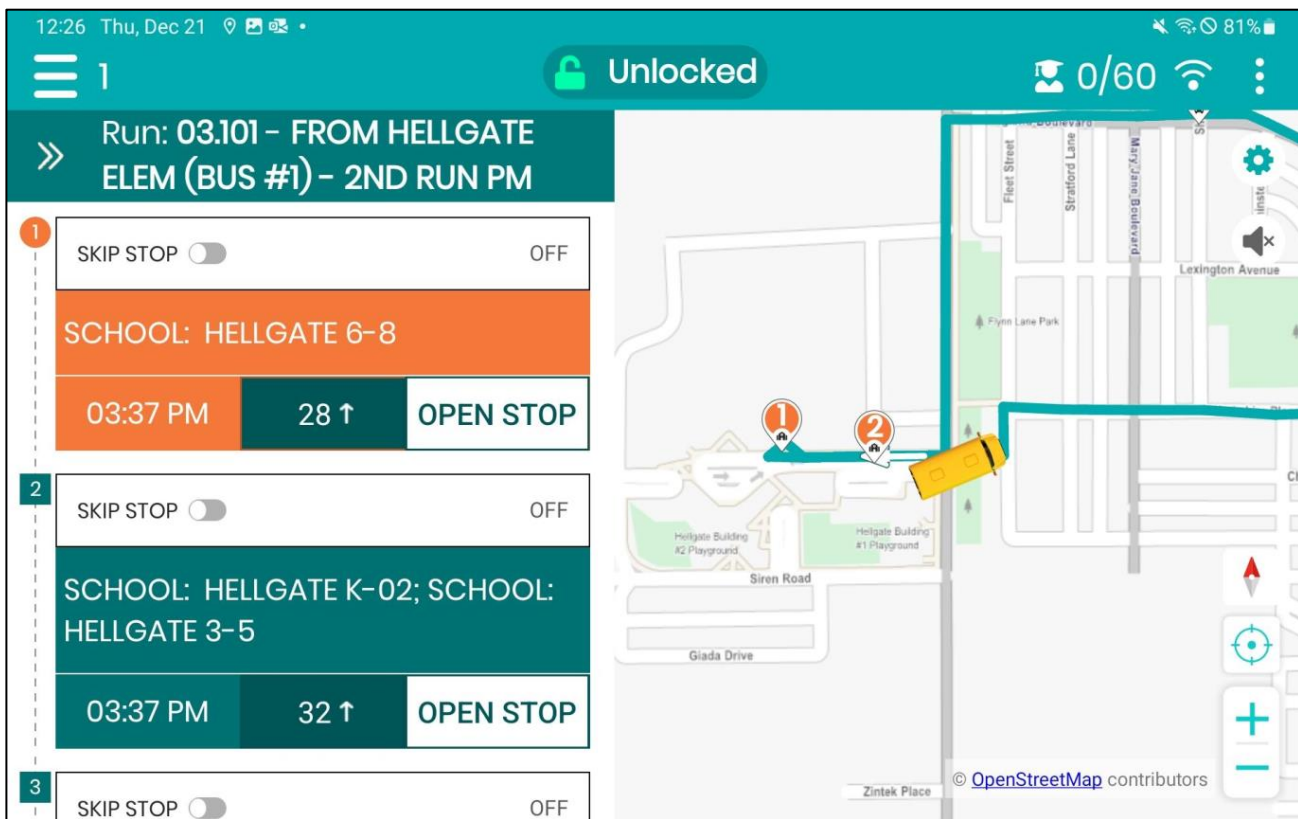 12:26 Thu, Dec 21
81%
1
Unlocked
0/60
Run: 03.101 - FROM HELLGATE
ELEM (BUS #1) - 2ND RUN PM
1
SKIP STOP
OFF
SCHOOL: HELLGATE 6-8
03:37 PM
28↑
OPEN STOP
2
SKIP STOP
OFF
SCHOOL: HELLGATE K-02; SCHOOL:
HELLGATE 3-5
03:37 PM
32↑
OPEN STOP
3
SKIP STOP
OFF
Boulevard
Fleet Street
Stratford Lane
Mary Jane Boulevard
Lexington Avenue
Flynn Lane Park
1
2
Hellgate Building
#2 Playground
Hellgate Building
#1 Playground
Siren Road
Giada Drive
Zintek Place
© OpenStreetMap contributors